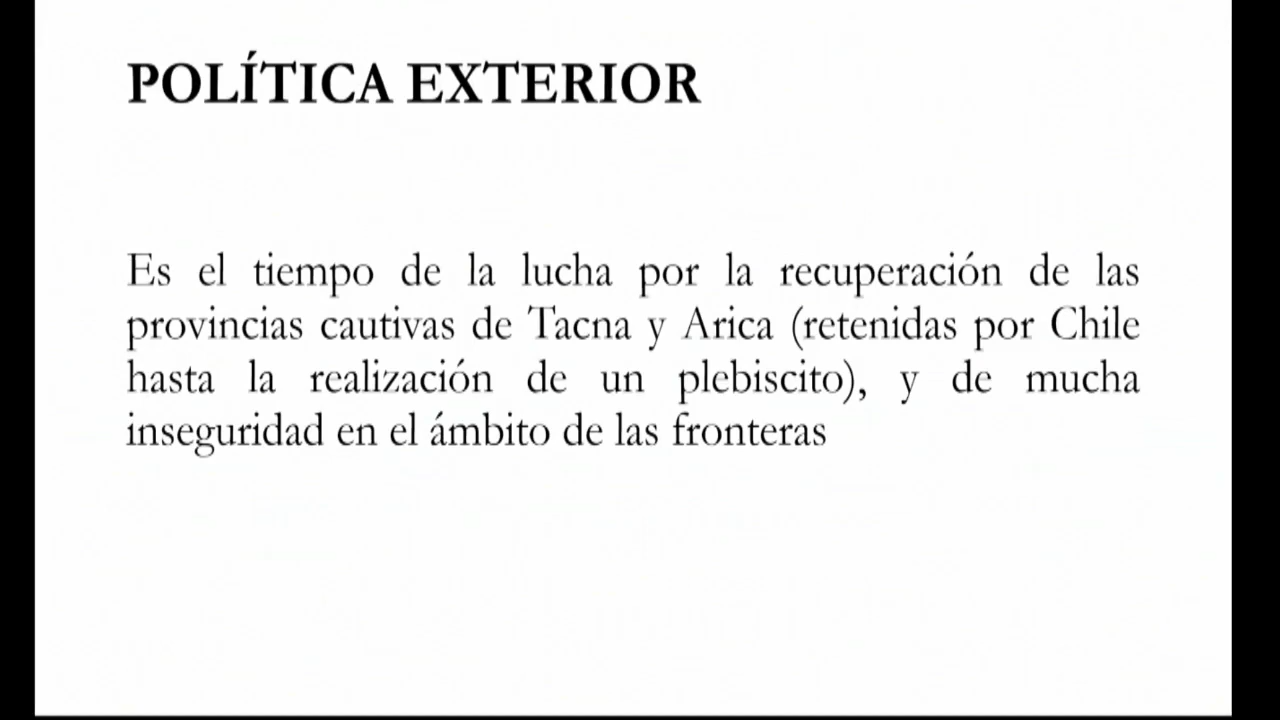 POLÍTICA EXTERIOR
Es el tiempo de la lucha por la recuperación de las
provincias cautivas de Tacna y Arica (retenidas por Chile
hasta la realización de un plebiscito), y de mucha
inseguridad en el ámbito de las fronteras